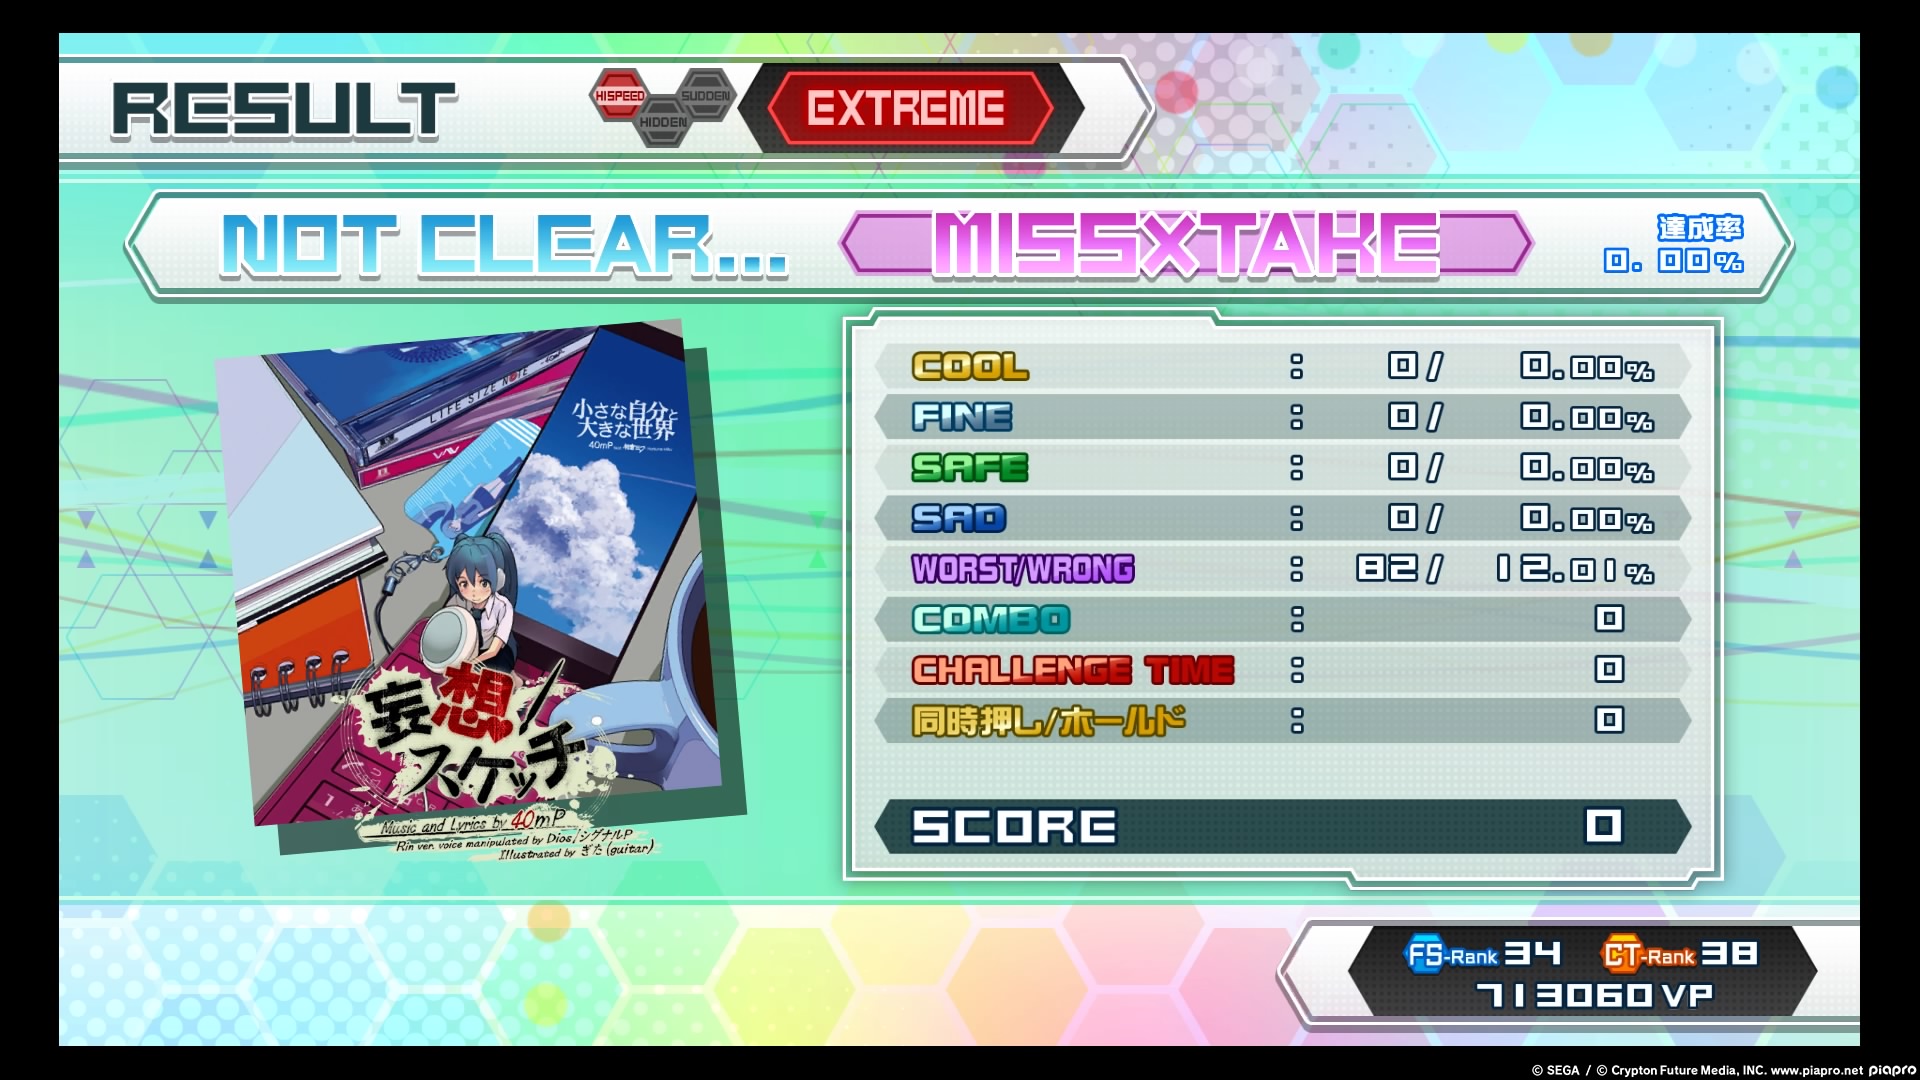 RESULT
HISPEED
HIDDEN
SUDDEN
EXTREME
NOT CLEAR...
MISS×TAKE
達成率
0.00%
COOL : 0/ 0.00%
FINE : 0/ 0.00%
SAFE : 0/ 0.00%
SAD : 0/ 0.00%
WORST/WRONG : 82/ 12.01%
COMBO : 0
CHALLENGE TIME : 0
同時押し/ホールド : 0
SCORE 0
LIFE SIZE NOTE
小さな自分と
大きな世界
40mP
妄想
スケッチ
Music and Lyrics by 40mP
Rin ver. voice manipulated by Dios/シグナルP
Illustrated by ぎた(guitar)
FS-Rank 34 CT-Rank 38
713060 VP
© SEGA / © Crypton Future Media, INC. www.piapro.net piapro